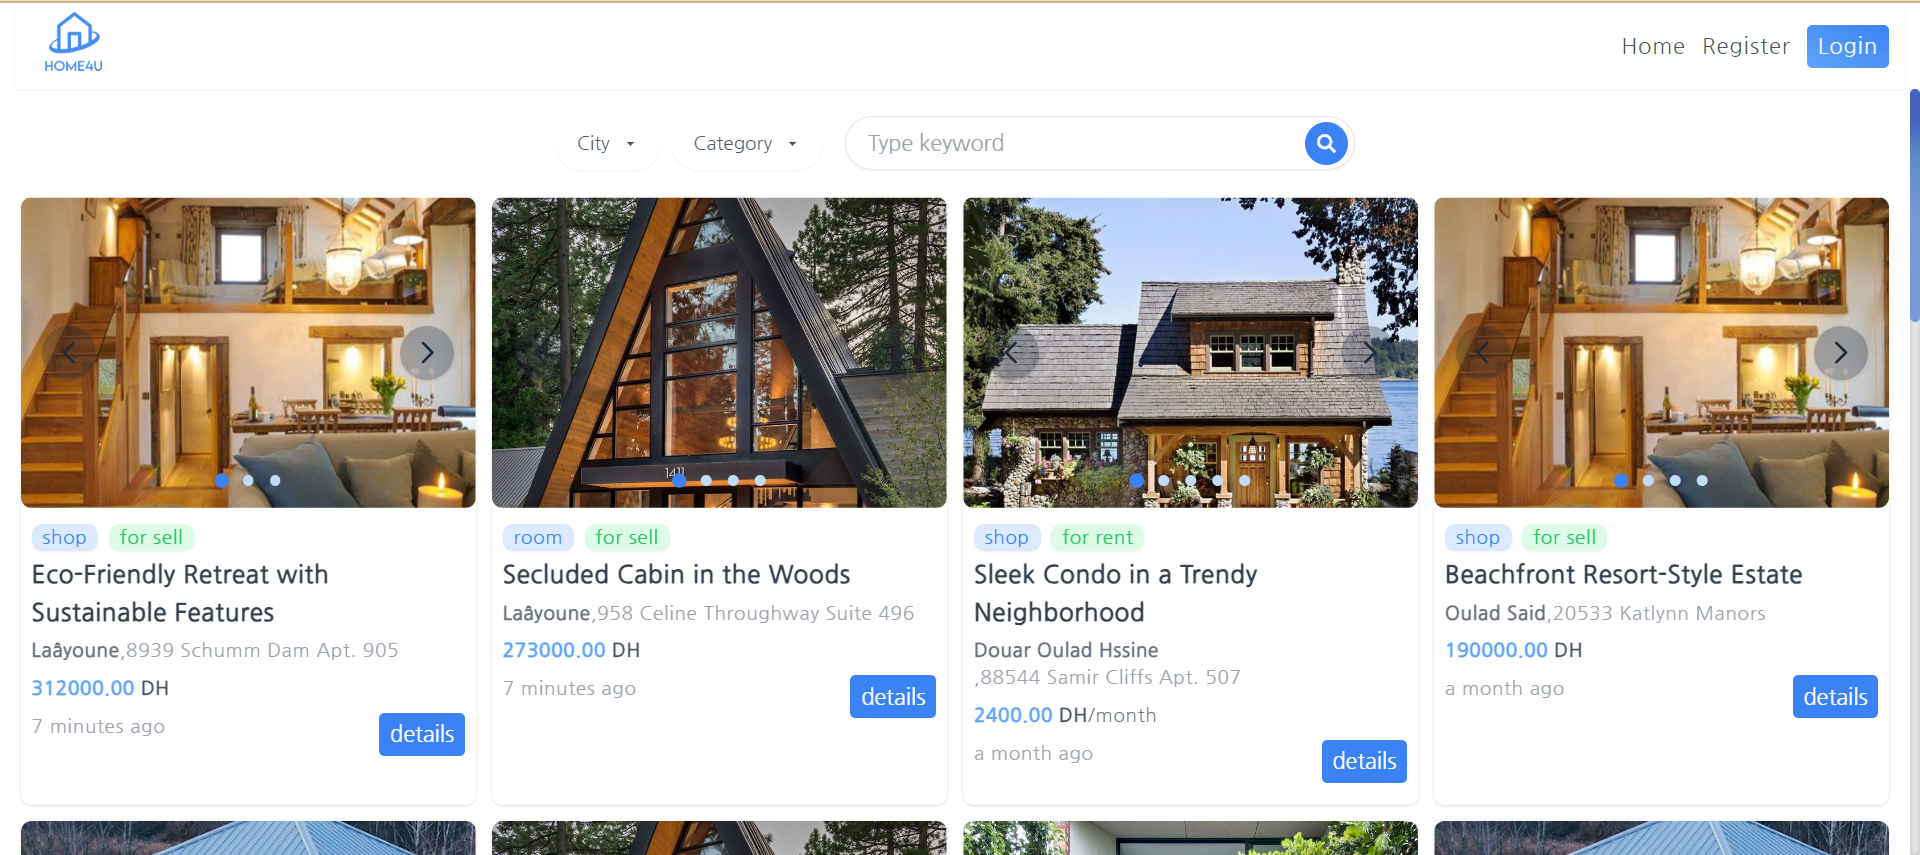 HOME4U
Home Register Login
City Category Type keyword
1411
shop for sell
Eco-Friendly Retreat with
Sustainable Features
Laâyoune,8939 Schumm Dam Apt. 905
312000.00 DH
7 minutes ago
details
room for sell
Secluded Cabin in the Woods
Laâyoune,958 Celine Throughway Suite 496
273000.00 DH
7 minutes ago
details
shop for rent
Sleek Condo in a Trendy
Neighborhood
Douar Oulad Hssine
,88544 Samir Cliffs Apt. 507
2400.00 DH/month
a month ago
details
shop for sell
Beachfront Resort-Style Estate
Oulad Said,20533 Katlynn Manors
190000.00 DH
a month ago
details